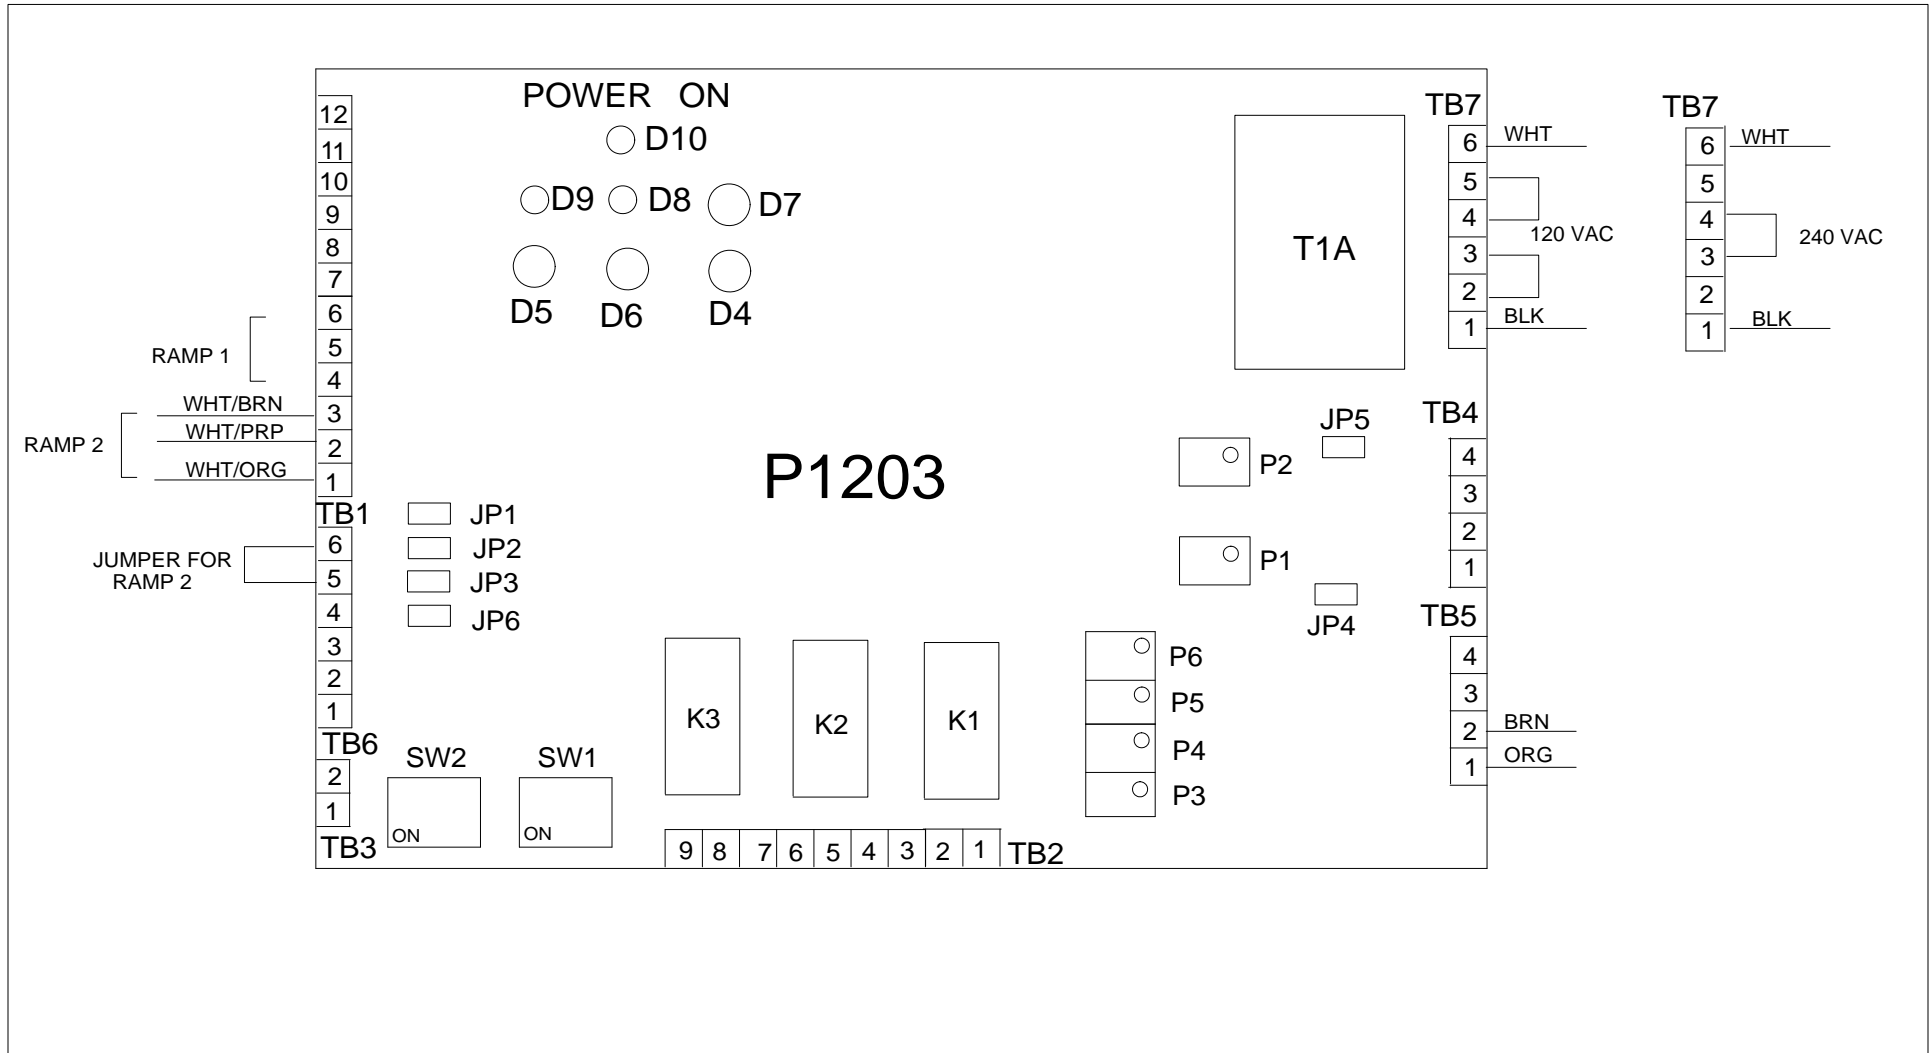 POWER ON
D10
D9
D8
D7
D5
D6
D4
12
11
10
9
8
7
6
5
4
3
2
1
TB1
RAMP 1
WHT/BRN
WHT/PRP
WHT/ORG
RAMP 2
6
5
4
3
2
1
TB6
JUMPER FOR
RAMP 2
2
1
TB3
JP1
JP2
JP3
JP6
SW2
ON
SW1
ON
P1203
K3
K2
K1
9 8 7 6 5 4 3 2 1 TB2
T1A
JP5
P2
P1
JP4
P6
P5
P4
P3
TB7
6
5
4
3
2
1
WHT
120 VAC
BLK
TB7
6
5
4
3
2
1
WHT
240 VAC
BLK
TB4
4
3
2
1
TB5
4
3
2
1
BRN
ORG